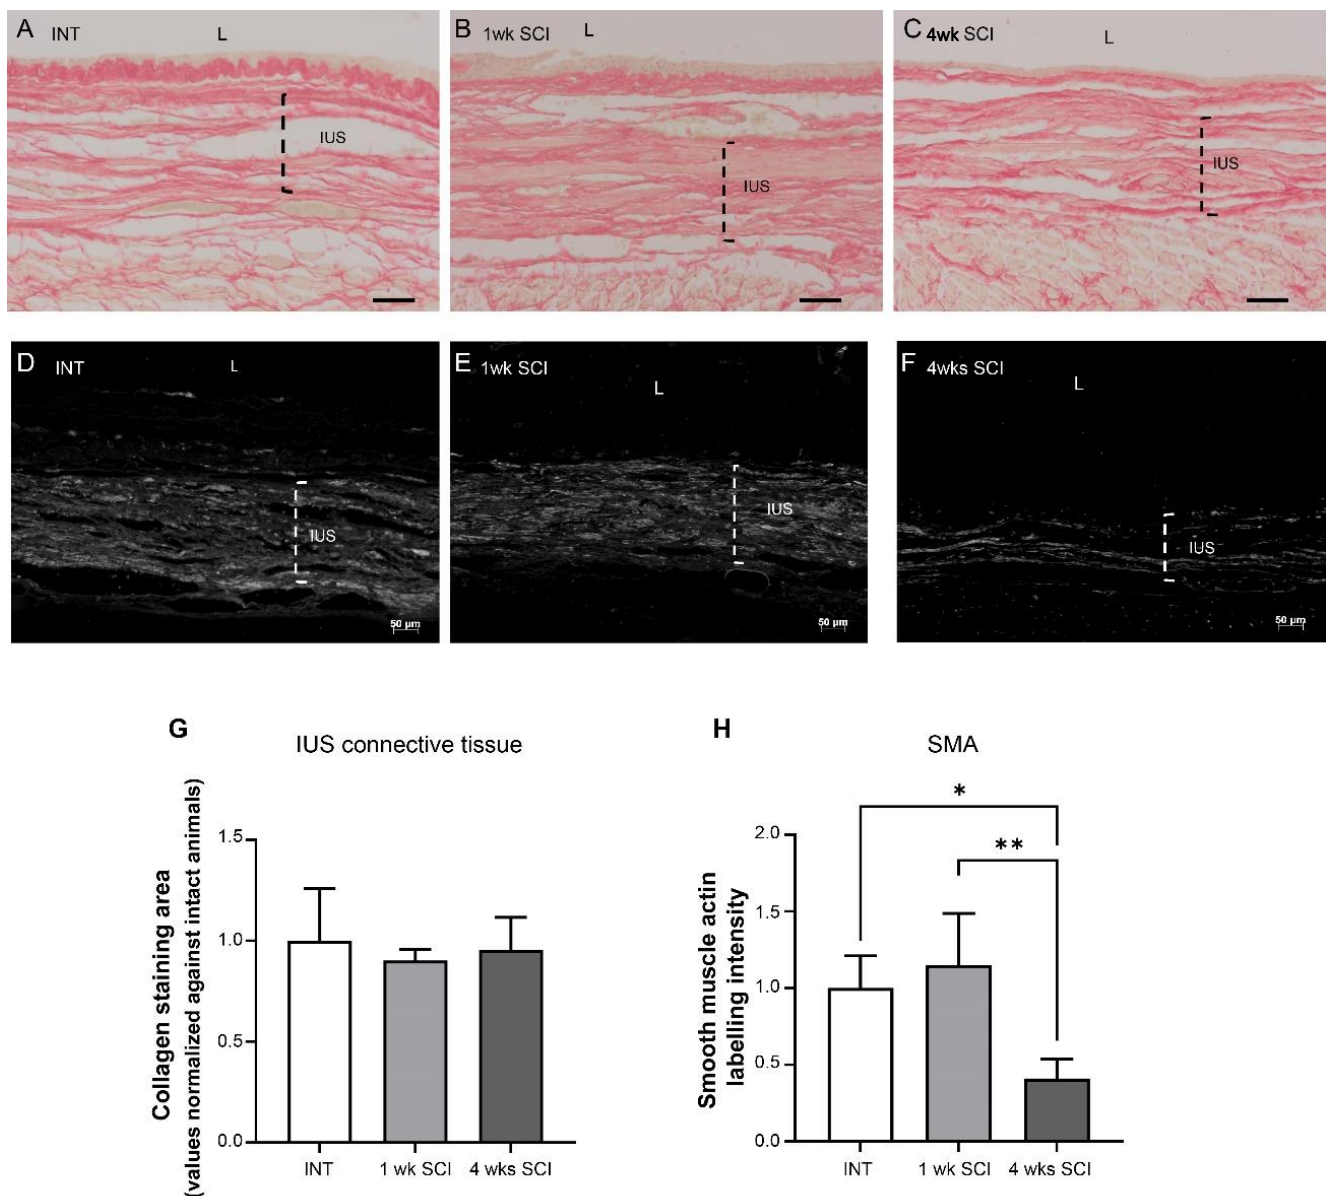 A INT L
IUS
B 1wk SCI L
IUS
C 4wk SCI L
IUS
D INT L
IUS
50 µm
E 1wk SCI
L
IUS
50 µm
F 4wks SCI
L
IUS
50 µm
G
IUS connective tissue
Collagen staining area
(values normalized against intact animals)
1.5
1.0
0.5
0.0
INT 1 wk SCI 4 wks SCI
H
SMA
Smooth muscle actin
labelling intensity
*
**
2.0
1.5
1.0
0.5
0.0
INT 1 wk SCI 4 wks SCI